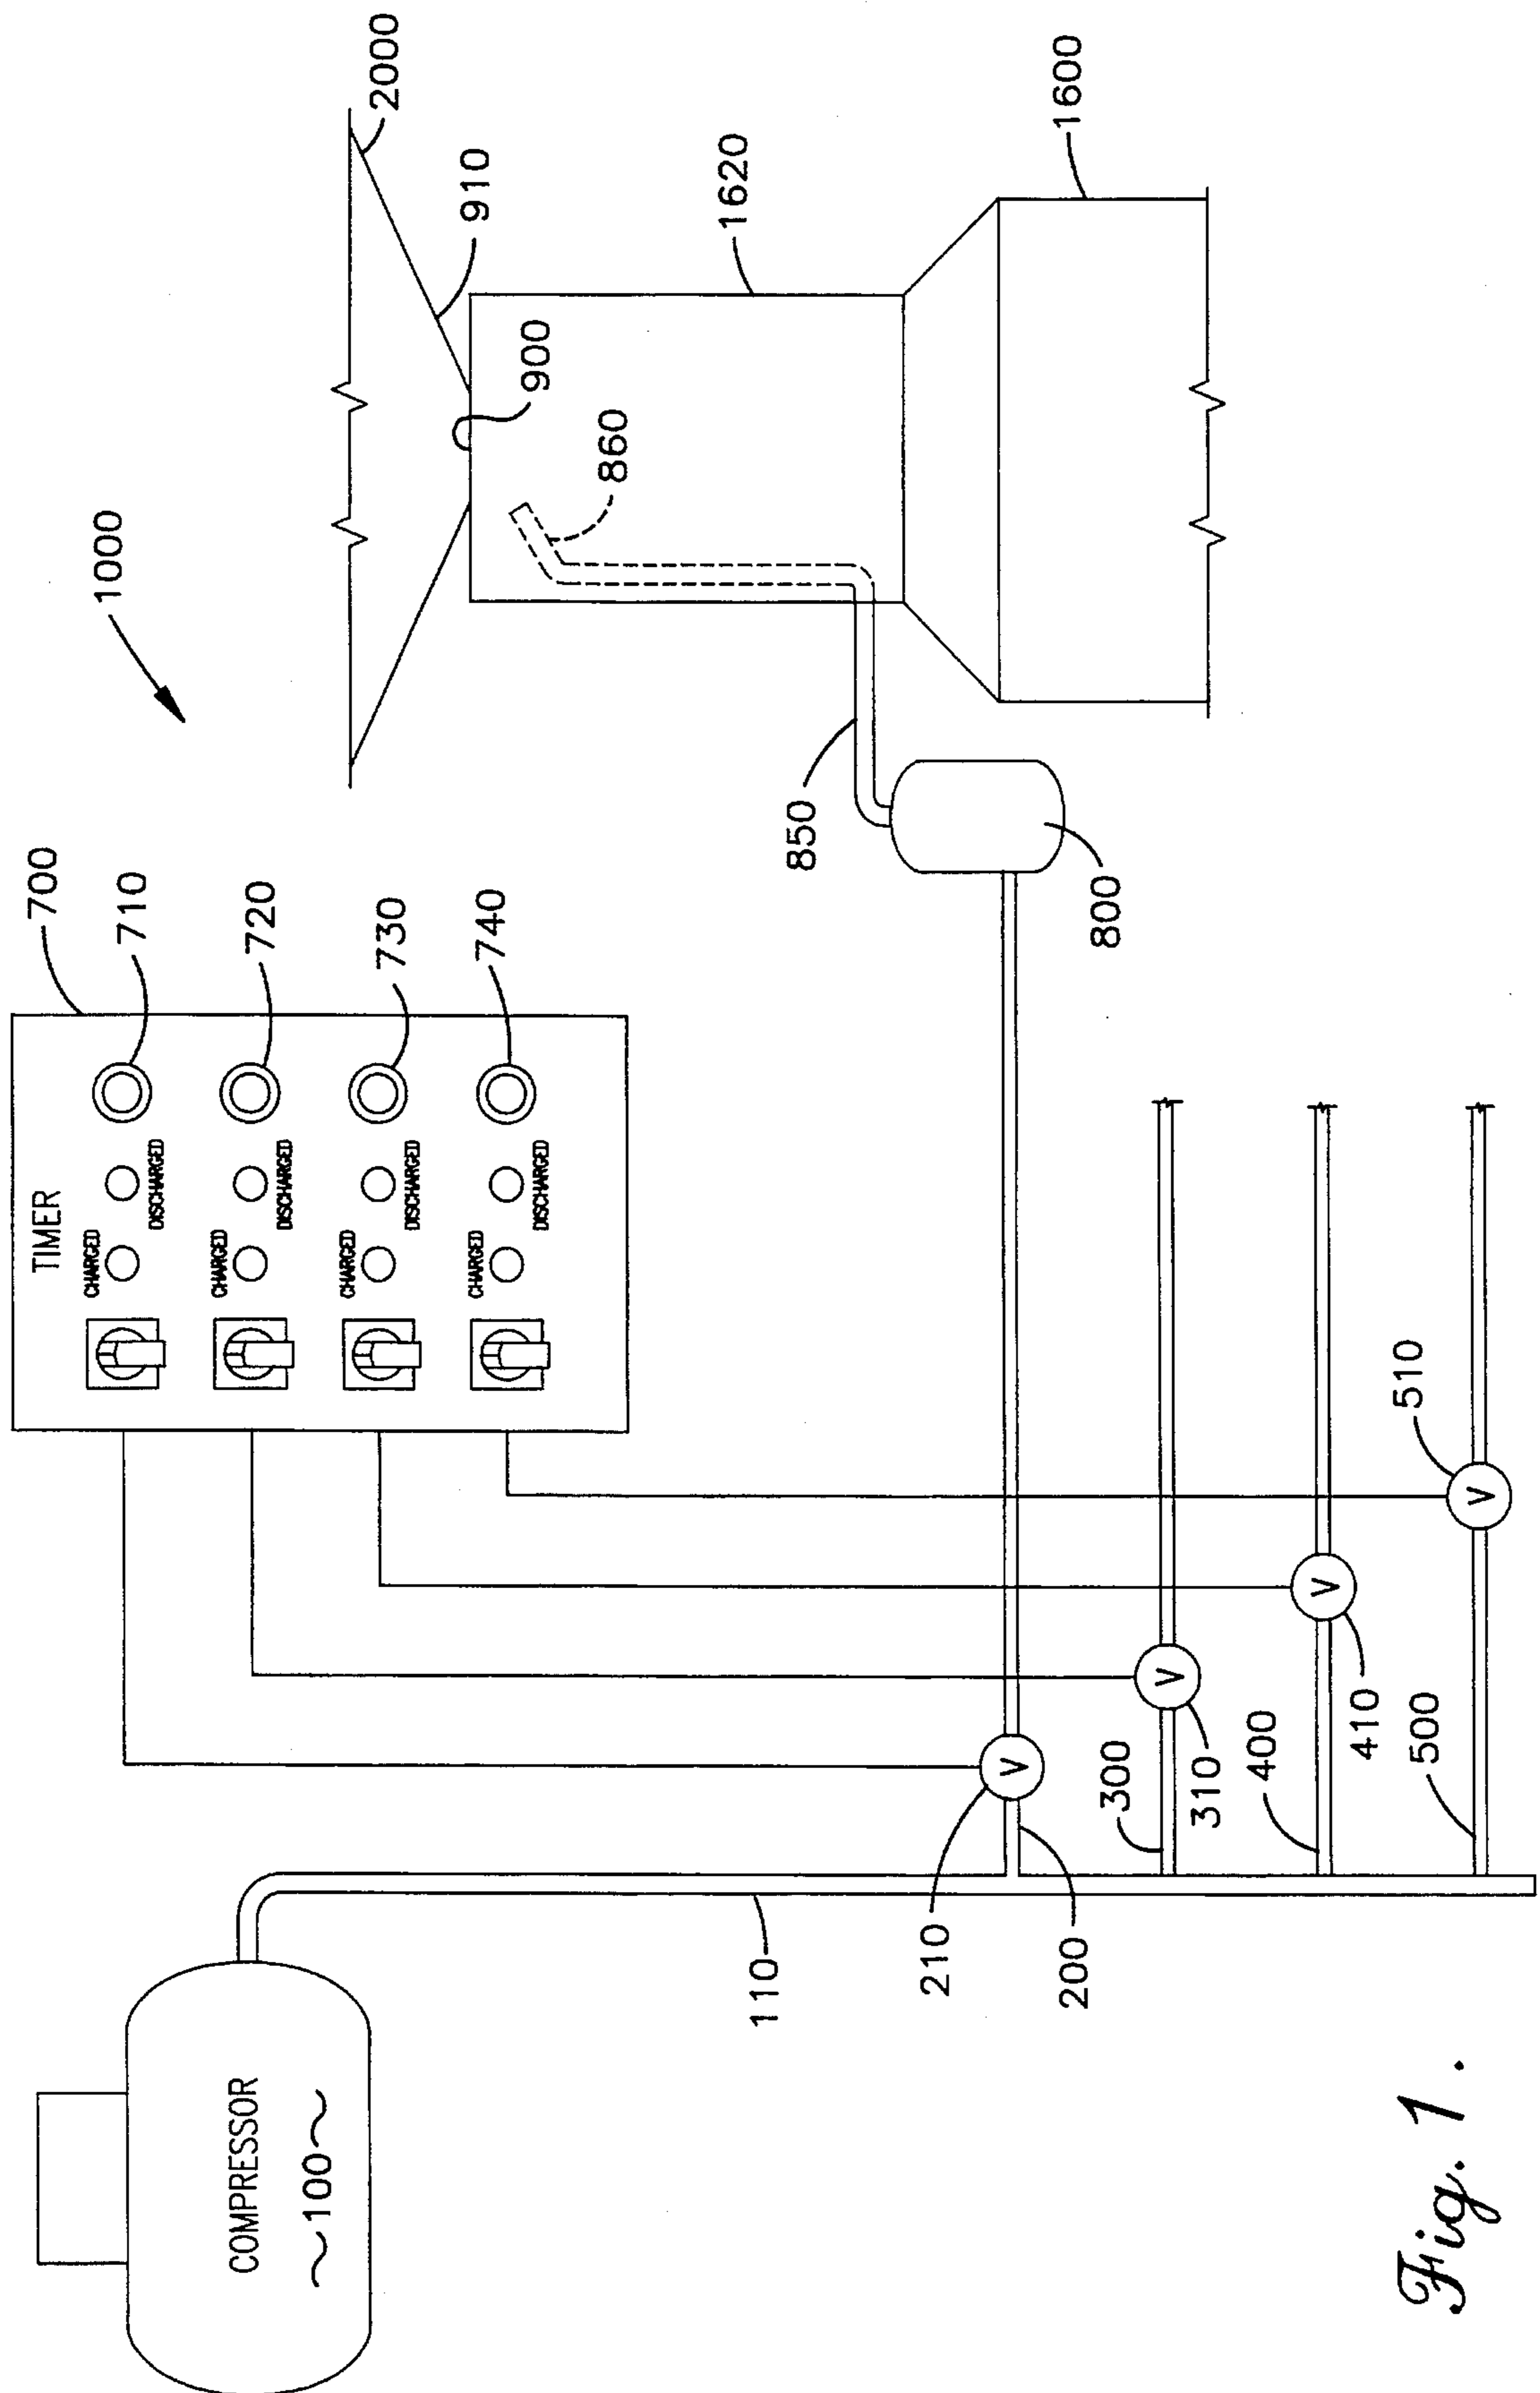 1000
2000
910
900
860
1620
1600
850
800
700
TIMER
CHARGED
DISCHARGED
710
CHARGED
DISCHARGED
720
CHARGED
DISCHARGED
730
CHARGED
DISCHARGED
740
COMPRESSOR
~100~
110
210
V
200
300
V
310
400
V
410
500
V
510
Fig. 1.